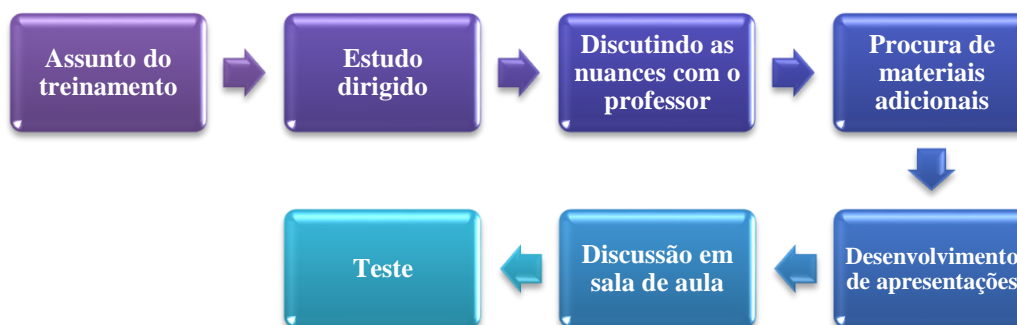 Assunto do
treinamento
Estudo
dirigido
Discutindo as
nuances com o
professor
Procura de
materiais
adicionais
Desenvolvimento
de apresentações
Discussão em
sala de aula
Teste